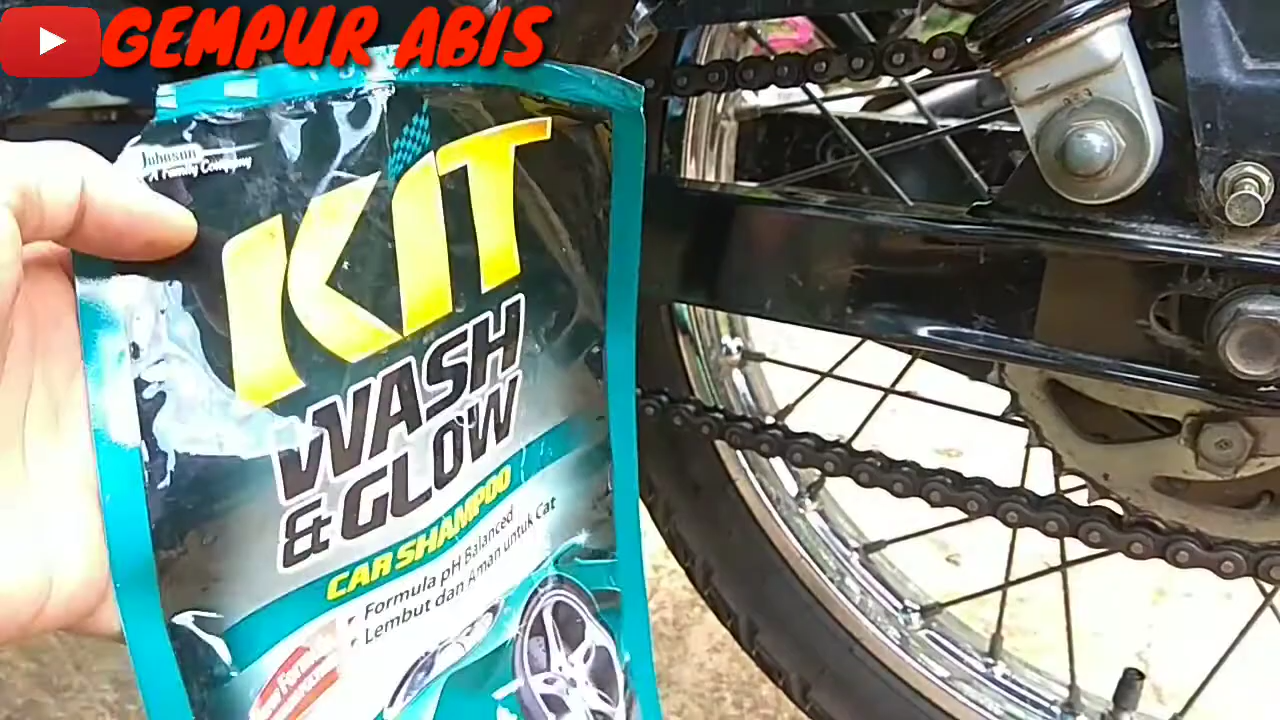 GEMPUR ABIS
Johnson
A Family Company
KIT
WASH
& GLOW
CAR SHAMPOO
Formula pH Balanced
Lembut dan Aman untuk Cat